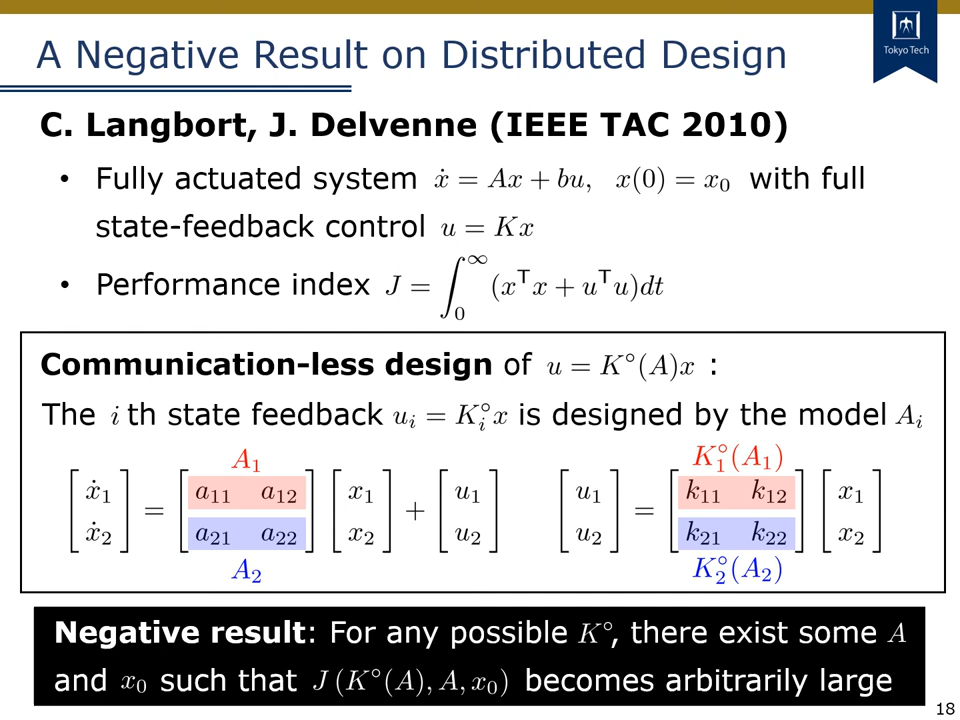 Tokyo Tech
A Negative Result on Distributed Design
C. Langbort, J. Delvenne (IEEE TAC 2010)
• Fully actuated system ẋ = Ax + bu, x(0) = x₀ with full
state-feedback control u = Kx
• Performance index J = ∫₀^∞ (xᵀx + uᵀu)dt
Communication-less design of u = K°(A)x :
The i th state feedback uᵢ = K°ᵢx is designed by the model Aᵢ
A₁ K°₁(A₁)
[ẋ₁ ẋ₂] = [a₁₁ a₁₂ a₂₁ a₂₂] [x₁ x₂] + [u₁ u₂] [u₁ u₂] = [k₁₁ k₁₂ k₂₁ k₂₂] [x₁ x₂]
A₂ K°₂(A₂)
Negative result: For any possible K°, there exist some A
and x₀ such that J (K°(A), A, x₀) becomes arbitrarily large
18